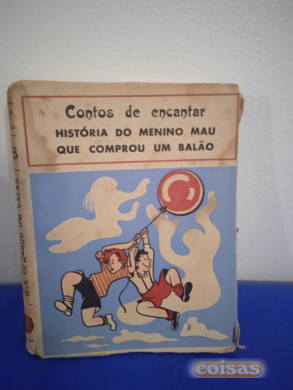 Contos de encantar
HISTÓRIA DO MENINO MAU
QUE COMPROU UM BALÃO
coisas